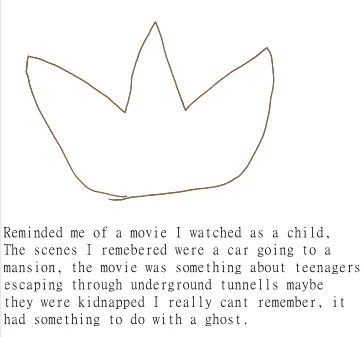 Reminded me of a movie I watched as a child,
The scenes I remebered were a car going to a
mansion, the movie was something about teenagers
escaping through underground tunnells maybe
they were kidnapped I really cant remember, it
had something to do with a ghost.